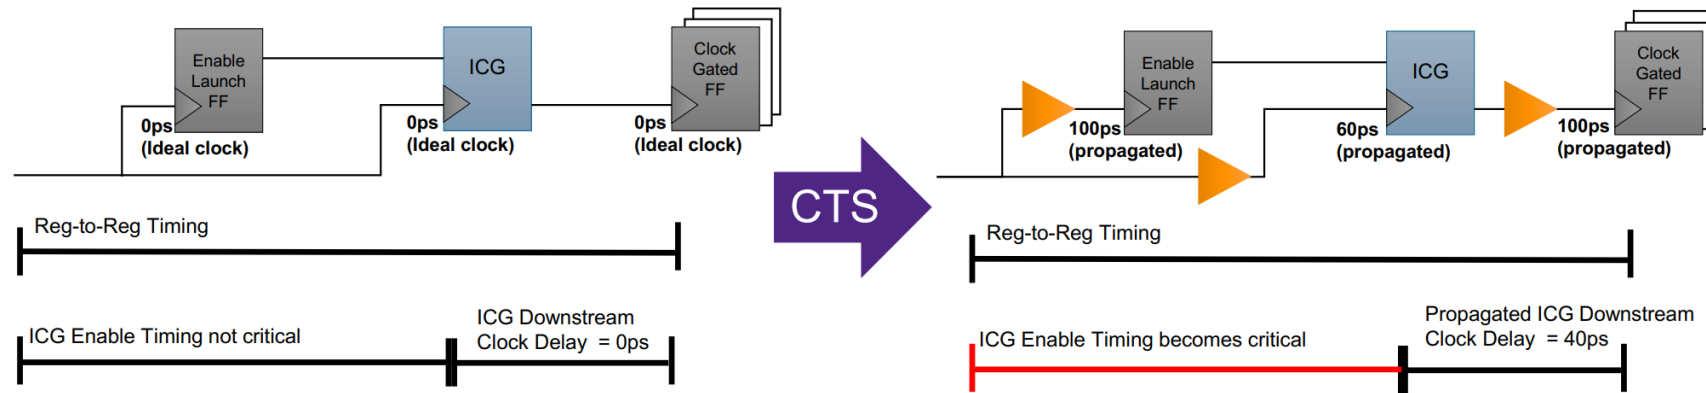 Enable
Launch
FF
0ps
(Ideal clock)
ICG
0ps
(Ideal clock)
Clock
Gated
FF
0ps
(Ideal clock)
Reg-to-Reg Timing
ICG Enable Timing not critical
ICG Downstream
Clock Delay = 0ps
CTS
Enable
Launch
FF
100ps
(propagated)
ICG
60ps
(propagated)
Clock
Gated
FF
100ps
(propagated)
Reg-to-Reg Timing
ICG Enable Timing becomes critical
Propagated ICG Downstream
Clock Delay = 40ps